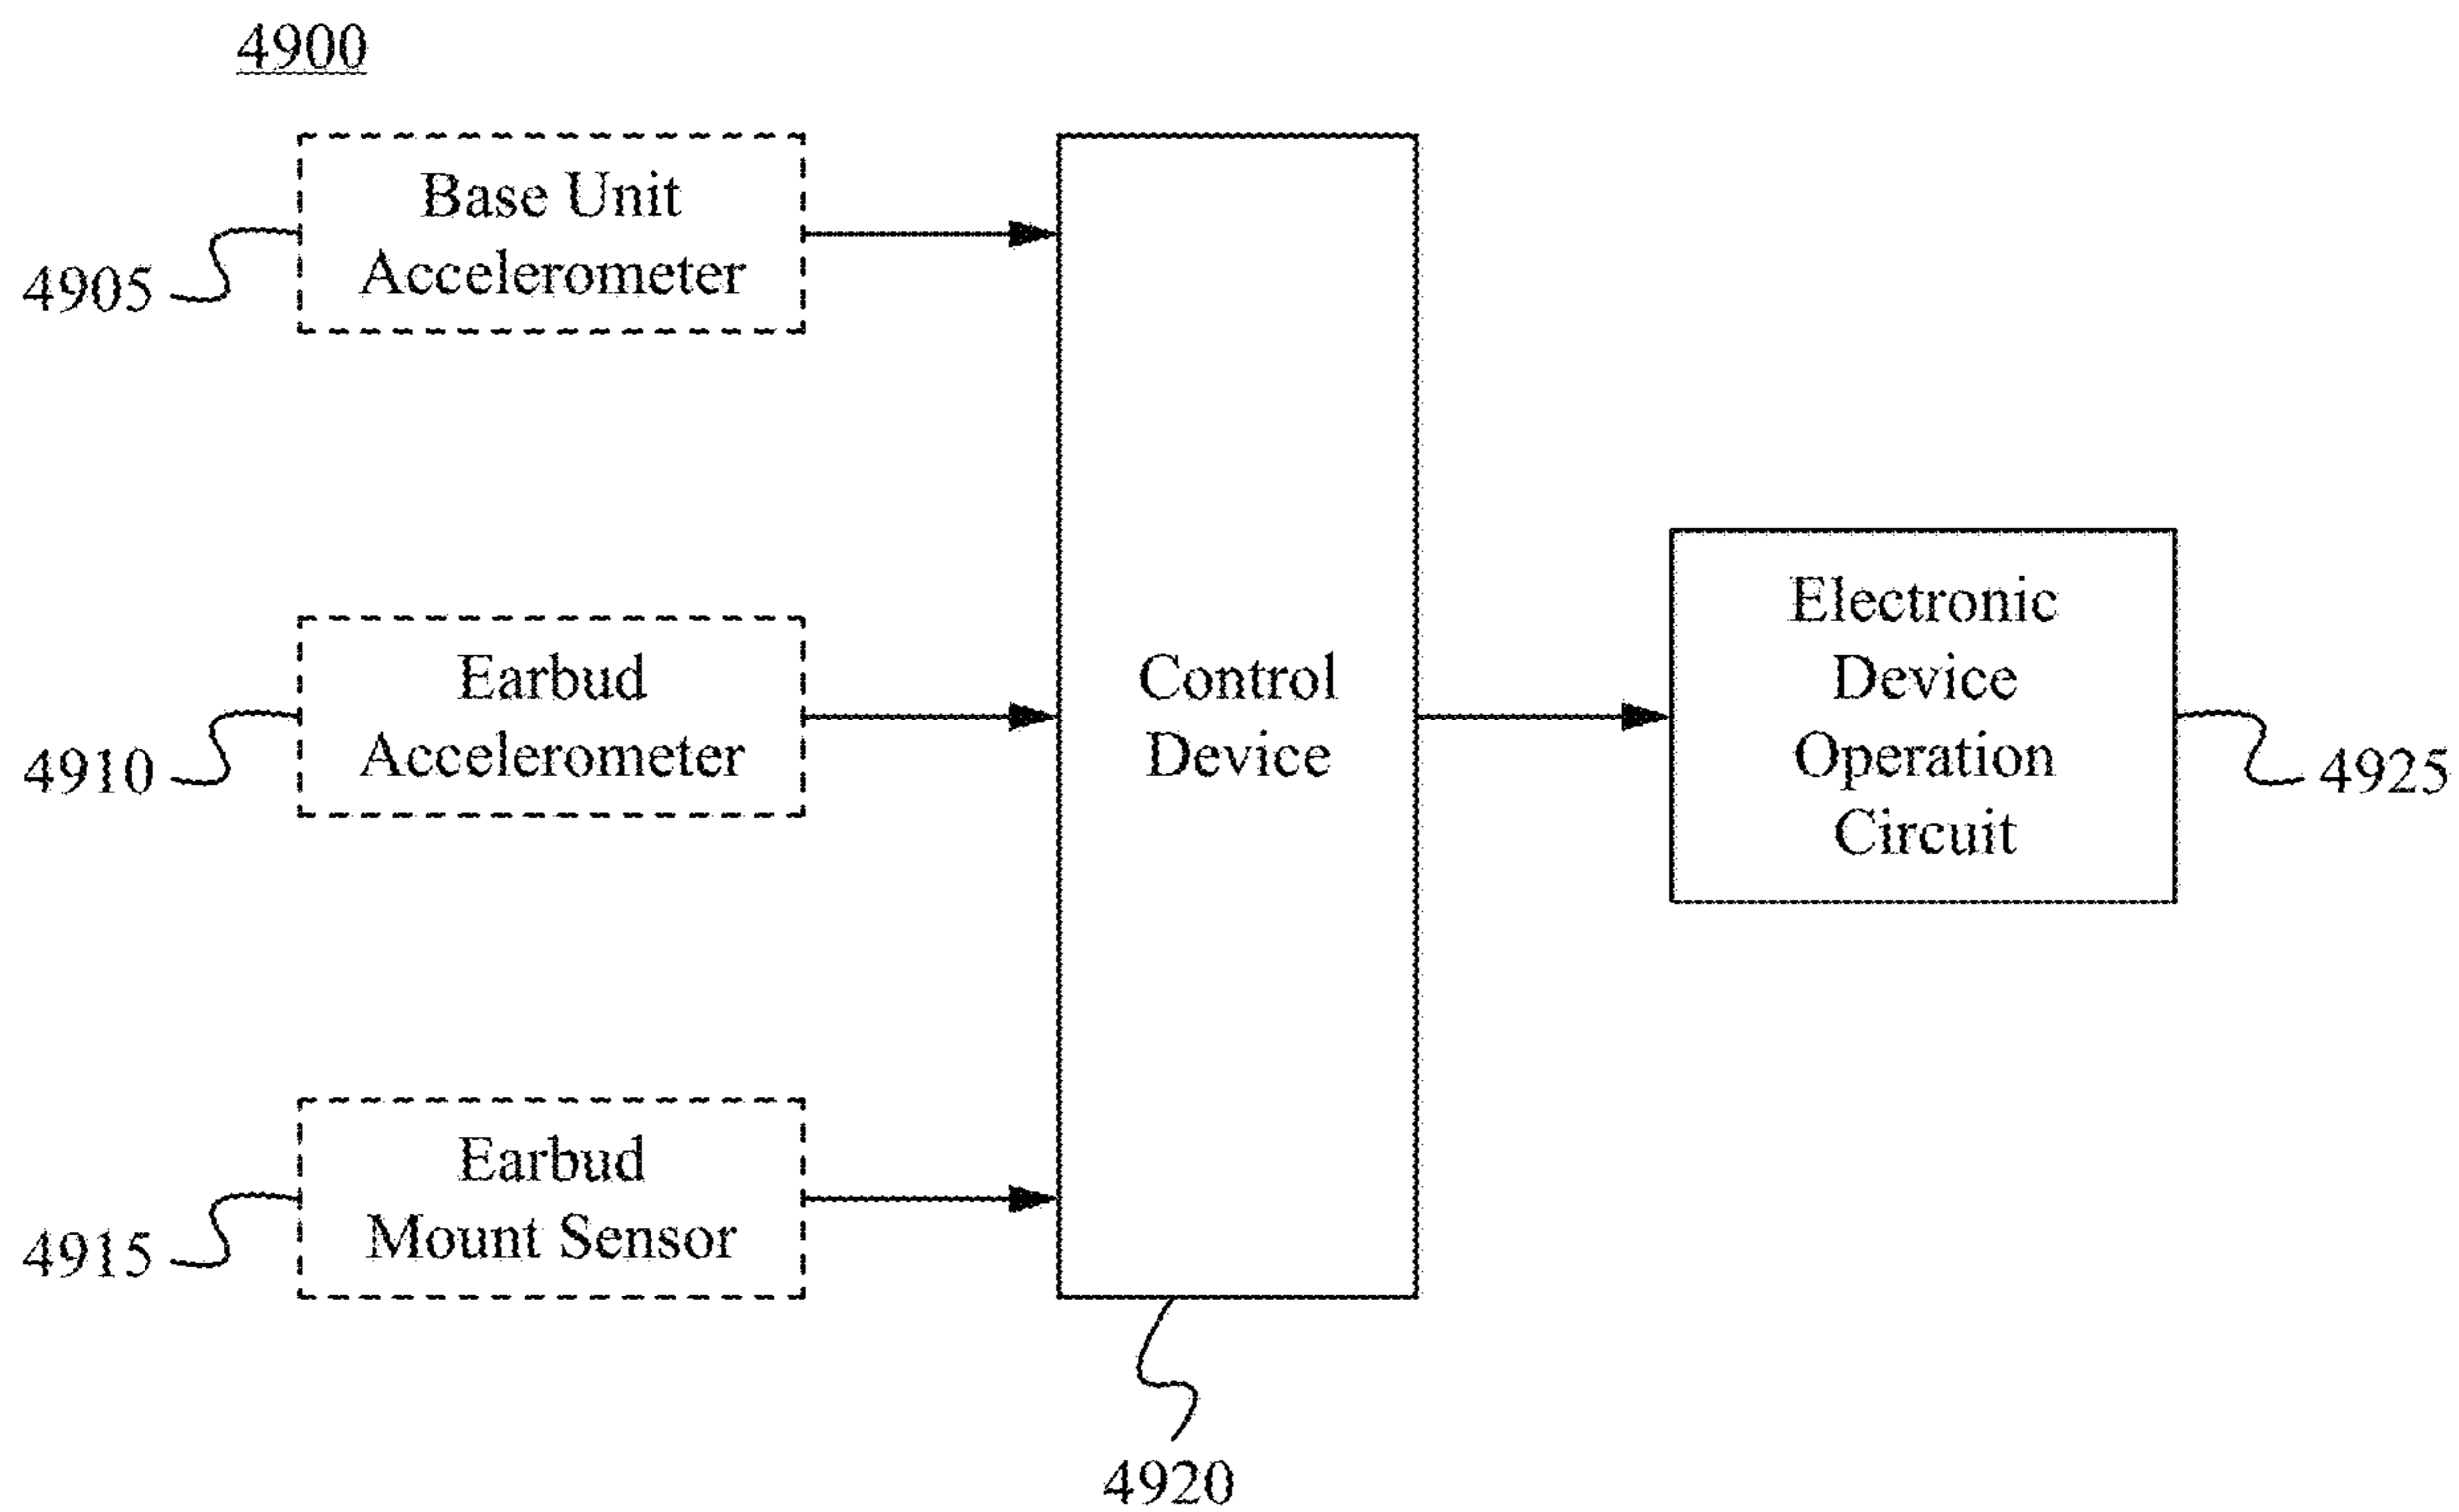 4900
Base Unit
Accelerometer
4905
Earbud
Accelerometer
4910
Earbud
Mount Sensor
4915
Control
Device
4920
Electronic
Device
Operation
Circuit
4925